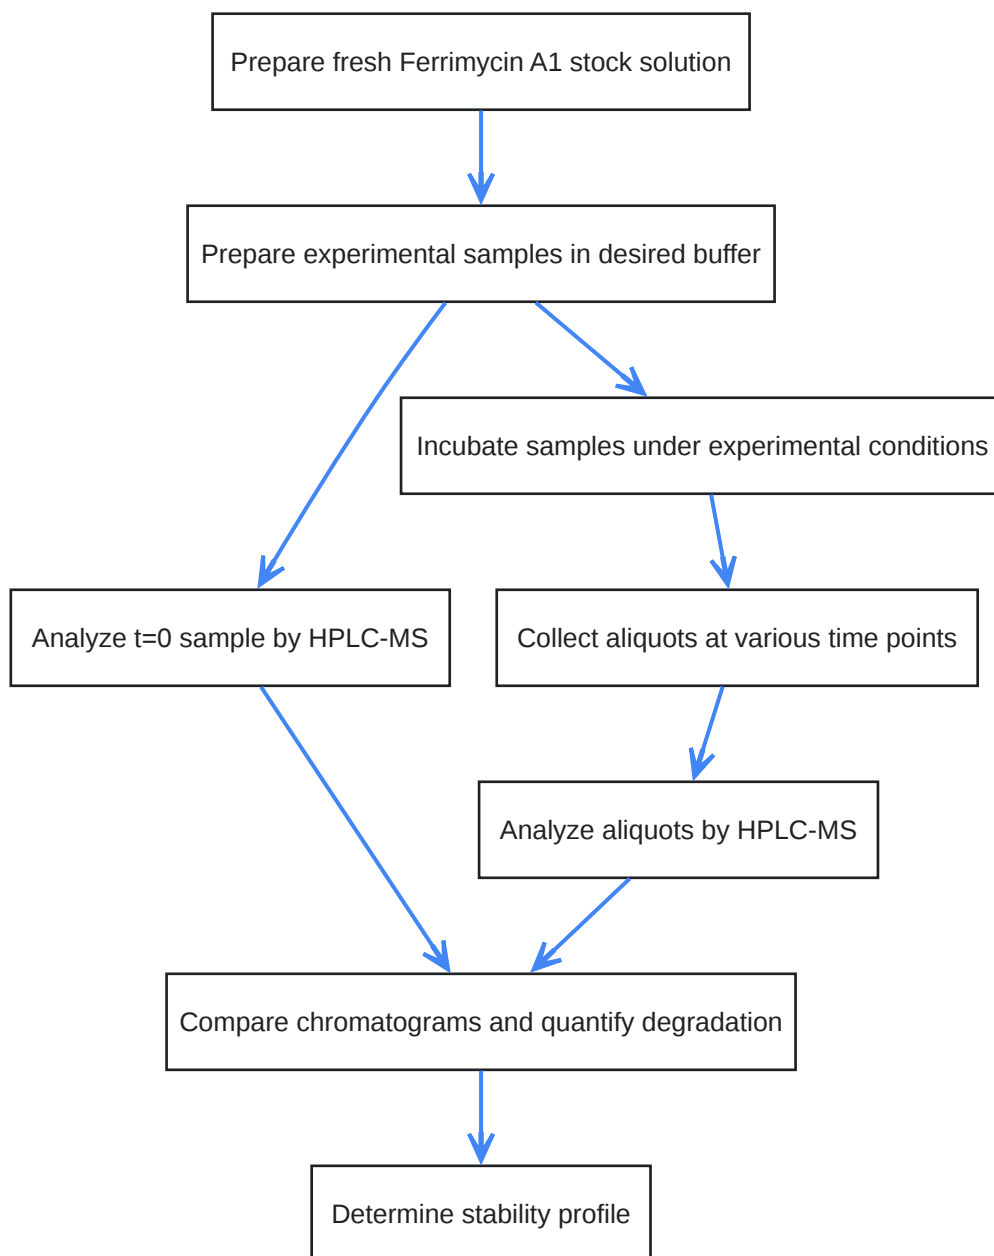 Prepare fresh Ferrimycin A1 stock solution
Prepare experimental samples in desired buffer
Incubate samples under experimental conditions
Analyze t=0 sample by HPLC-MS
Collect aliquots at various time points
Analyze aliquots by HPLC-MS
Compare chromatograms and quantify degradation
Determine stability profile